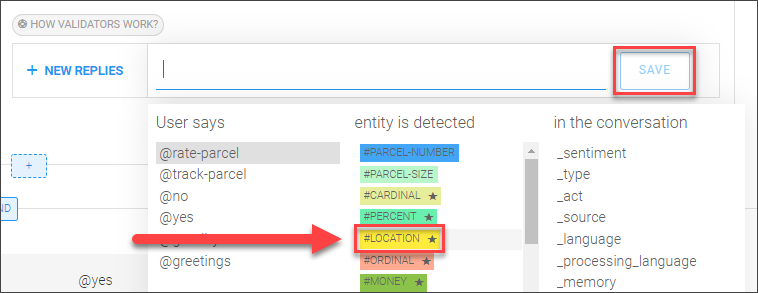 HOW VALIDATORS WORK?
+ NEW REPLIES
SAVE
User says
@rate-parcel
@track-parcel
@no
@yes
@greetings
entity is detected
#PARCEL-NUMBER
#PARCEL-SIZE
#CARDINAL ★
#PERCENT ★
#LOCATION ★
#ORDINAL ★
#MONEY ★
in the conversation
_sentiment
_type
_act
_source
_language
_processing_language
_memory
+
ND
@yes